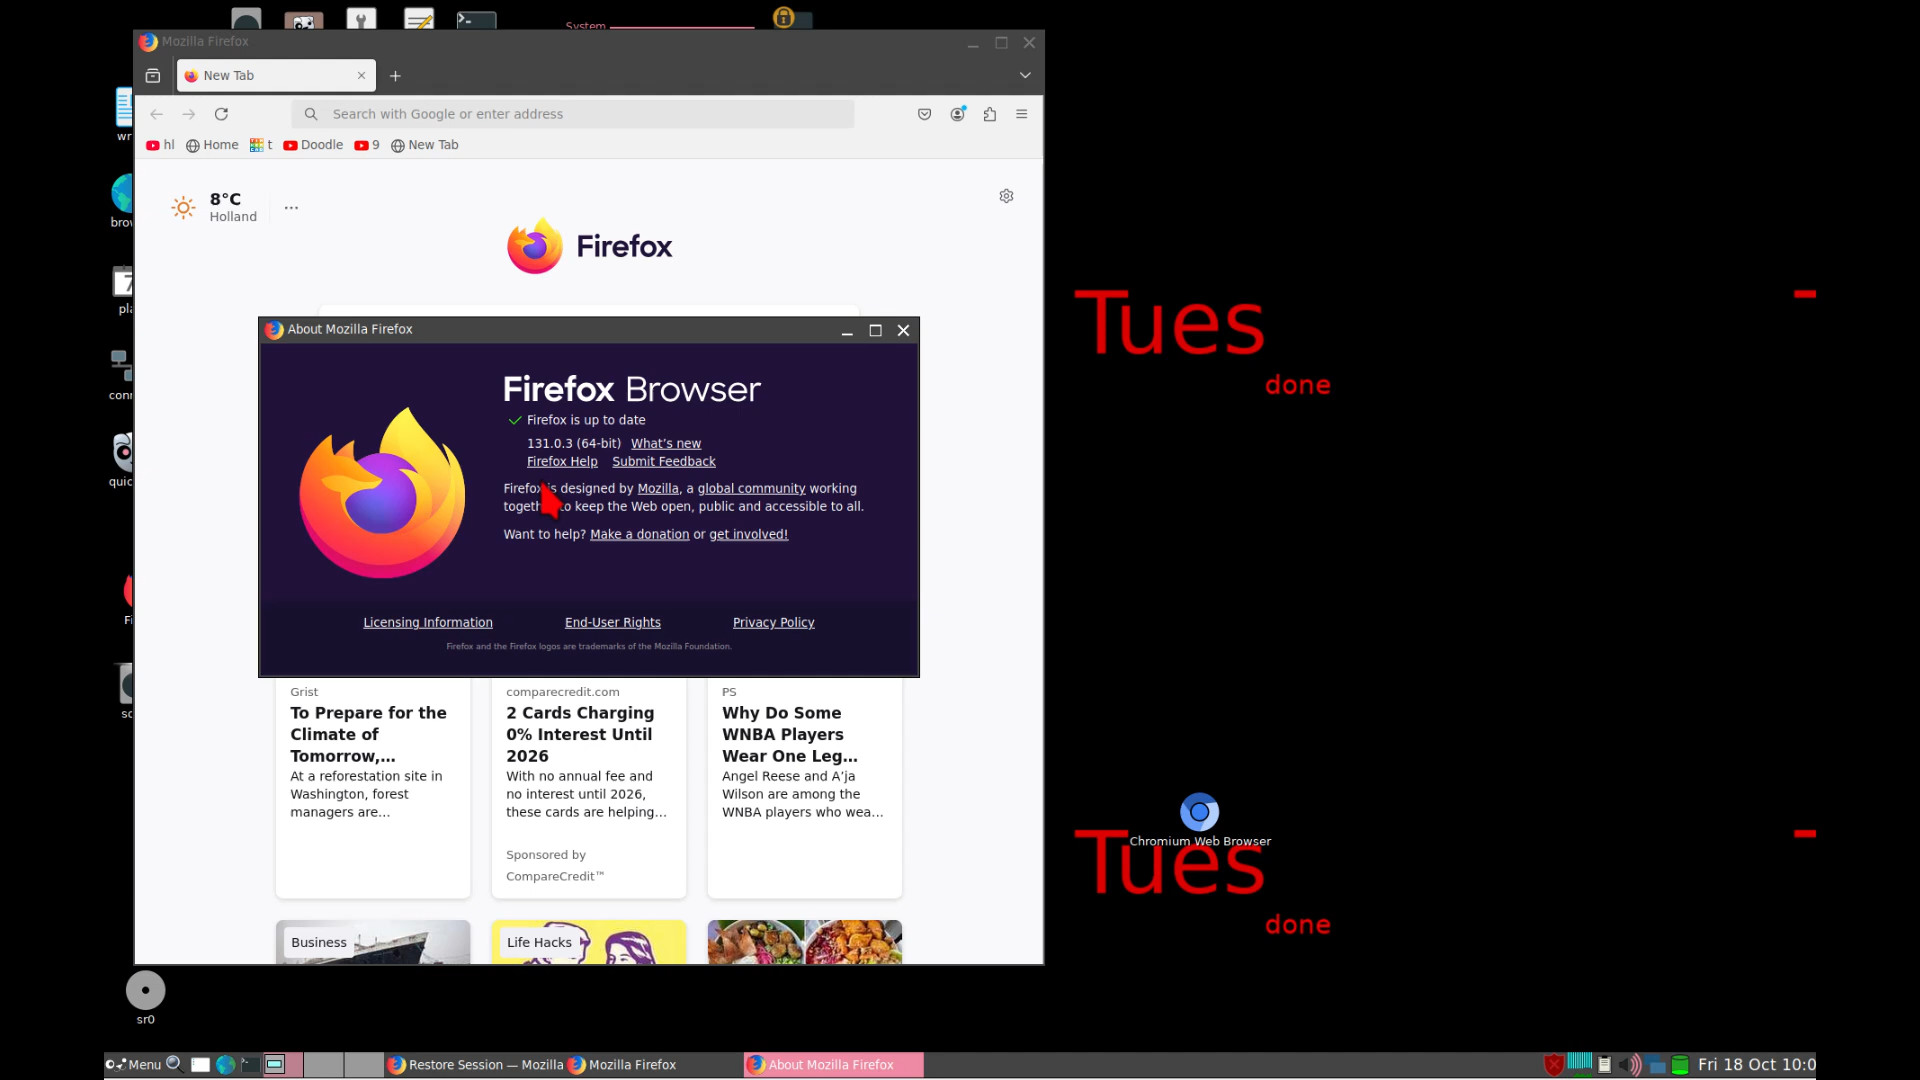 System
Mozilla Firefox
New Tab
Search with Google or enter address
hl Home t Doodle 9 New Tab
8°C
Holland
Firefox
About Mozilla Firefox
Firefox Browser
Firefox is up to date
131.0.3 (64-bit) What's new
Firefox Help Submit Feedback
Firefox is designed by Mozilla, a global community working
to keep the Web open, public and accessible to all.
Want to help? Make a donation or get involved!
Licensing Information End-User Rights Privacy Policy
Firefox and the Firefox logos are trademarks of the Mozilla Foundation.
Grist
To Prepare for the
Climate of
Tomorrow,...
At a reforestation site in
Washington, forest
managers are...
comparecredit.com
2 Cards Charging
0% Interest Until
2026
With no annual fee and
no interest until 2026,
these cards are helping...
Sponsored by
CompareCredit™
PS
Why Do Some
WNBA Players
Wear One Leg...
Angel Reese and A'ja
Wilson are among the
WNBA players who wea...
Business
Life Hacks
Tues
done
Chromium Web Browser
Tues
done
sr0
Menu Restore Session — Mozilla Mozilla Firefox About Mozilla Firefox Fri 18 Oct 10:0